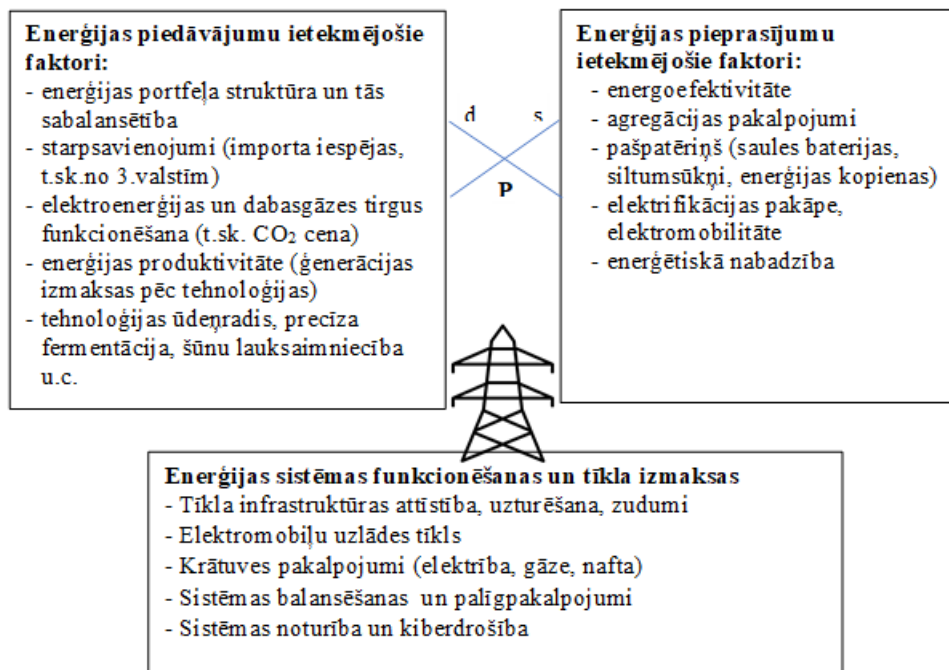 Enerģijas piedāvājumu ietekmējošie
faktori:
- enerģijas portfeļa struktūra un tās
sabalansētība
- starpsavienojumi (importa iespējas,
t.sk.no 3.valstīm)
- elektroenerģijas un dabasgāzes tirgus
funkcionēšana (t.sk. CO₂ cena)
- enerģijas produktivitāte (ģenerācijas
izmaksas pēc tehnoloģijas)
- tehnoloģijas ūdeņradis, precīza
fermentācija, šūnu lauksaimniecība
u.c.
d s
P
Enerģijas pieprasījumu
ietekmējošie faktori:
- energoefektivitāte
- agregācijas pakalpojumi
- pašpatēriņš (saules baterijas,
siltumsūkņi, enerģijas kopienas)
- elektrifikācijas pakāpe,
elektromobilitāte
- enerģētiskā nabadzība
Enerģijas sistēmas funkcionēšanas un tīkla izmaksas
- Tīkla infrastruktūras attīstība, uzturēšana, zudumi
- Elektromobiļu uzlādes tīkls
- Krātuves pakalpojumi (elektrība, gāze, nafta)
- Sistēmas balansēšanas un palīgpakalpojumi
- Sistēmas noturība un kiberdrošība